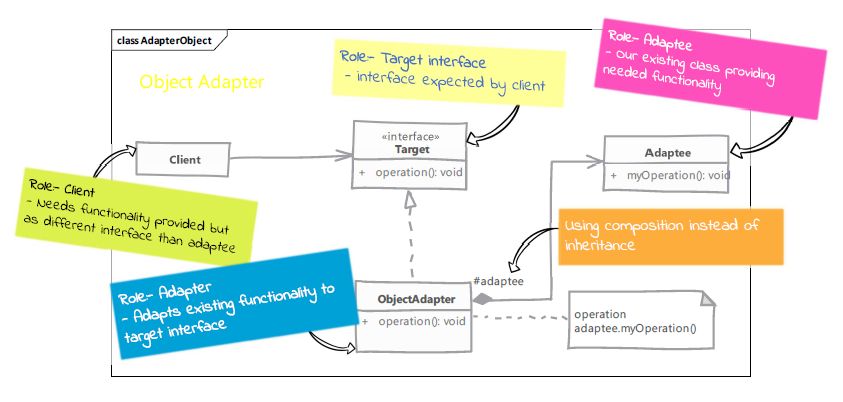 class AdapterObject
Object Adapter
Role- Target interface
- interface expected by client
Role- Adaptee
- Our existing class providing
needed functionality
Client
«interface»
Target
+ operation(): void
Adaptee
+ myOperation(): void
Role- Client
- Needs functionality provided but
as different interface than adaptee
Using composition instead of
inheritance
Role- Adapter
- Adapts existing functionality to
target interface
#adaptee
ObjectAdapter
+ operation(): void
operation
adaptee.myOperation()